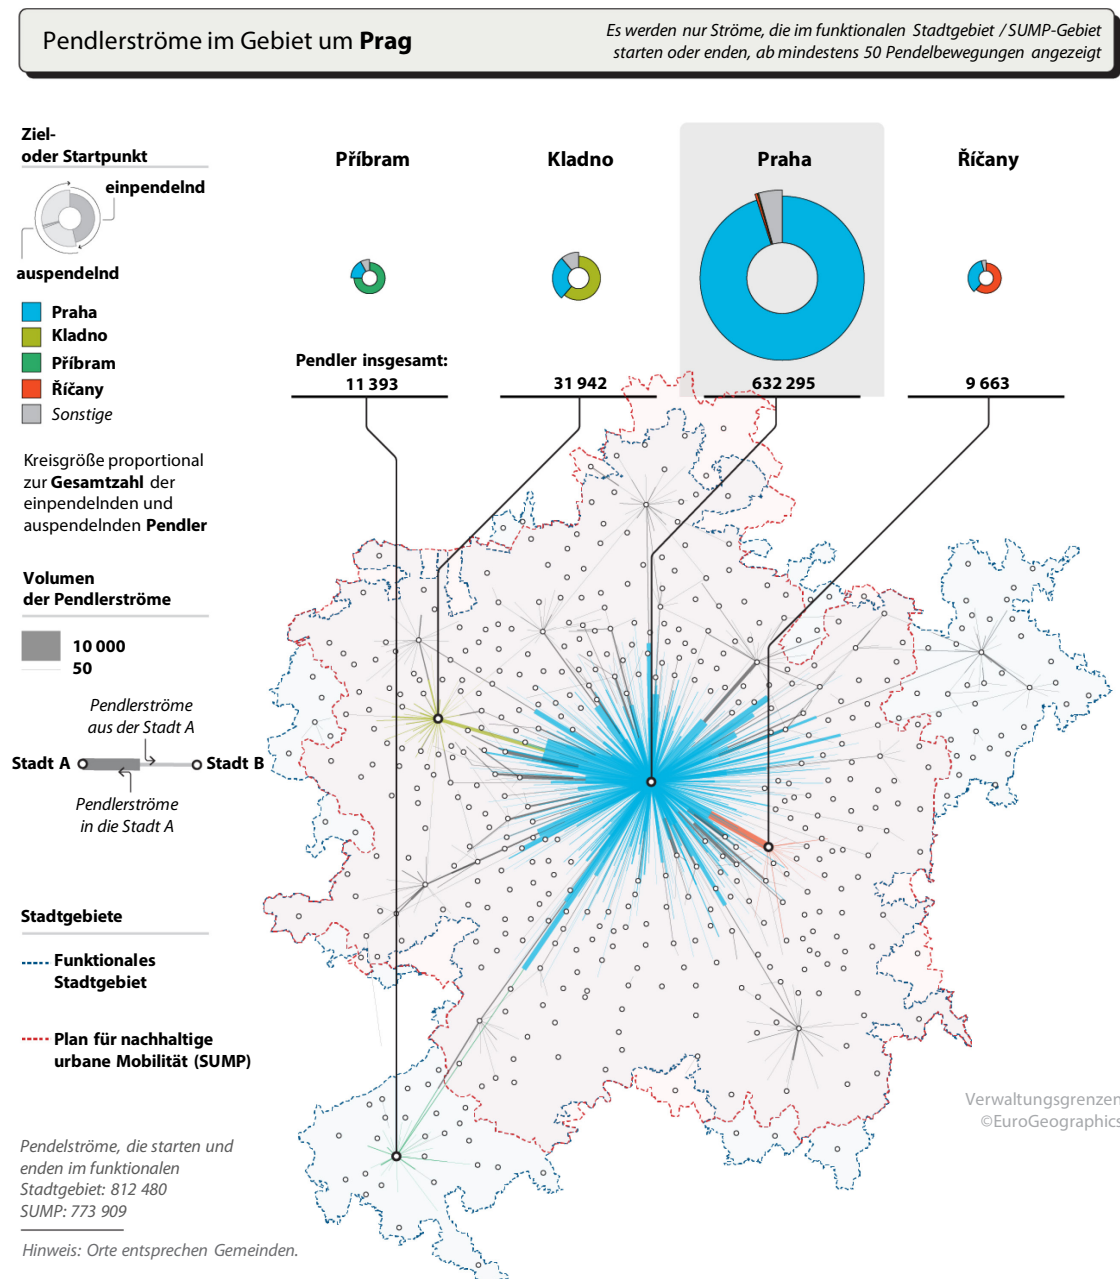 Pendlerströme im Gebiet um Prag
Es werden nur Ströme, die im funktionalen Stadtgebiet / SUMP-Gebiet
starten oder enden, ab mindestens 50 Pendelbewegungen angezeigt
Ziel-
oder Startpunkt
einpendelnd
auspendelnd
Praha
Kladno
Příbram
Říčany
Sonstige
Kreisgröße proportional
zur Gesamtzahl der
einpendelnden und
auspendelnden Pendler
Příbram
Kladno
Praha
Říčany
Pendler insgesamt:
11 393
31 942
632 295
9 663
Volumen
der Pendlerströme
10 000
50
Pendlerströme
aus der Stadt A
Stadt A
Stadt B
Pendlerströme
in die Stadt A
Stadtgebiete
Funktionales
Stadtgebiet
Plan für nachhaltige
urbane Mobilität (SUMP)
Pendelströme, die starten und
enden im funktionalen
Stadtgebiet: 812 480
SUMP: 773 909
Hinweis: Orte entsprechen Gemeinden.
Verwaltungsgrenzen
©EuroGeographics